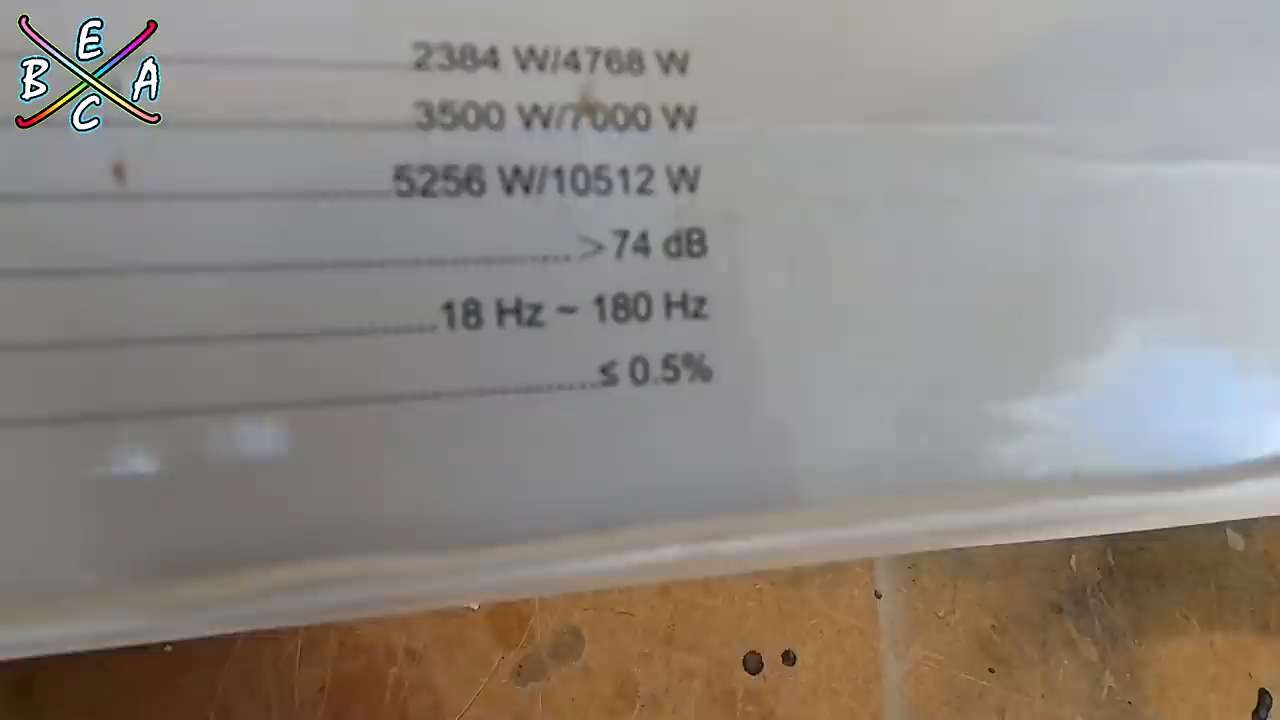 E
B A
C
2384 W/4768 W
3500 W/7000 W
5256 W/10512 W
>74 dB
18 Hz ~ 180 Hz
≤ 0.5%